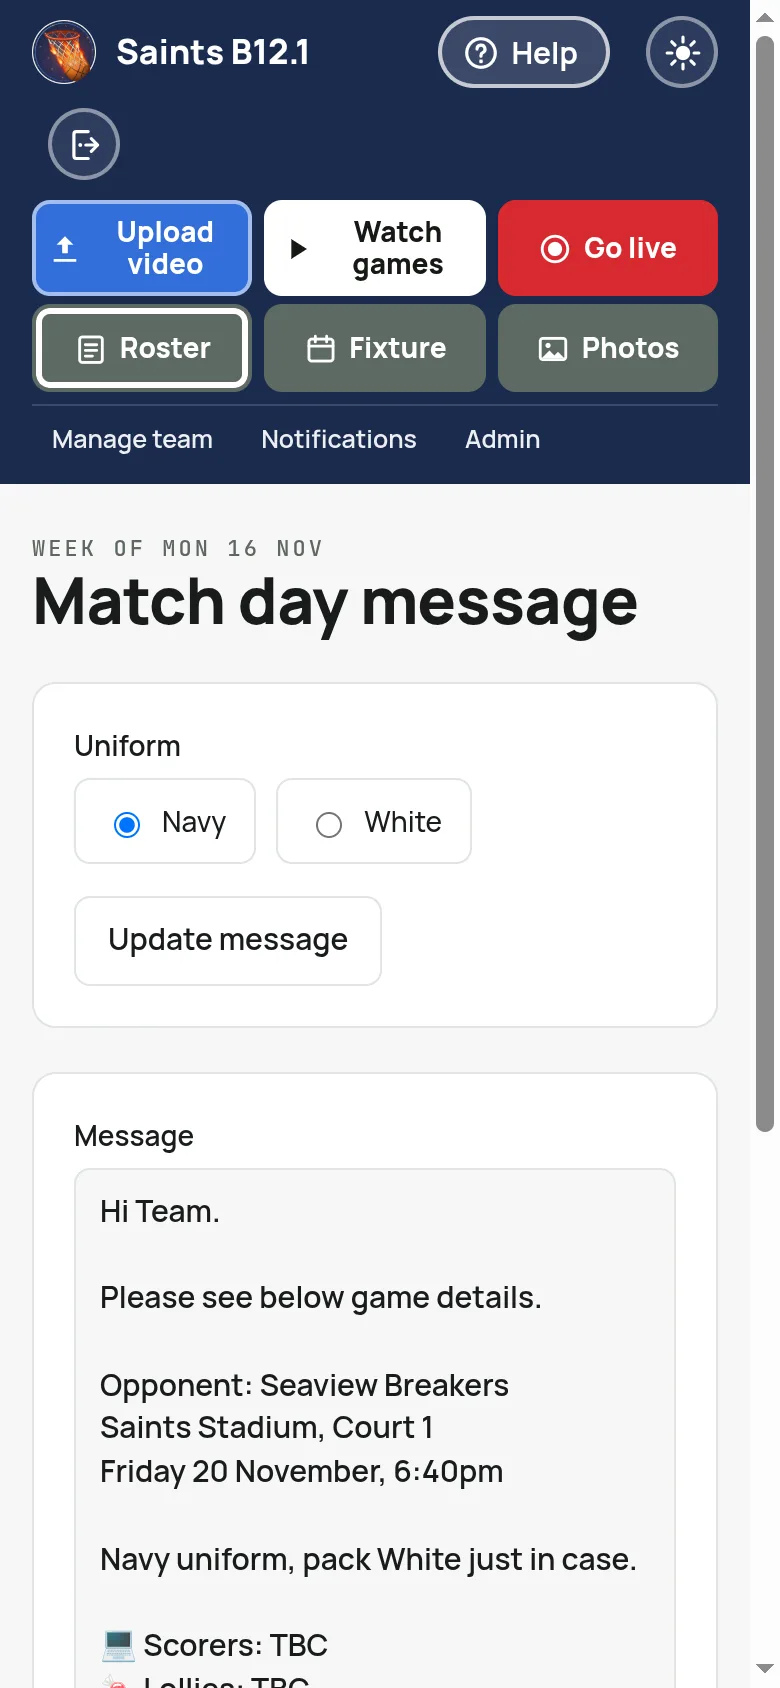 Saints B12.1
Help
Upload video
Watch games
Go live
Roster
Fixture
Photos
Manage team
Notifications
Admin
WEEK OF MON 16 NOV
Match day message
Uniform
Navy
White
Update message
Message
Hi Team.
Please see below game details.
Opponent: Seaview Breakers
Saints Stadium, Court 1
Friday 20 November, 6:40pm
Navy uniform, pack White just in case.
💻 Scorers: TBC
🍬 Lollies: TBC